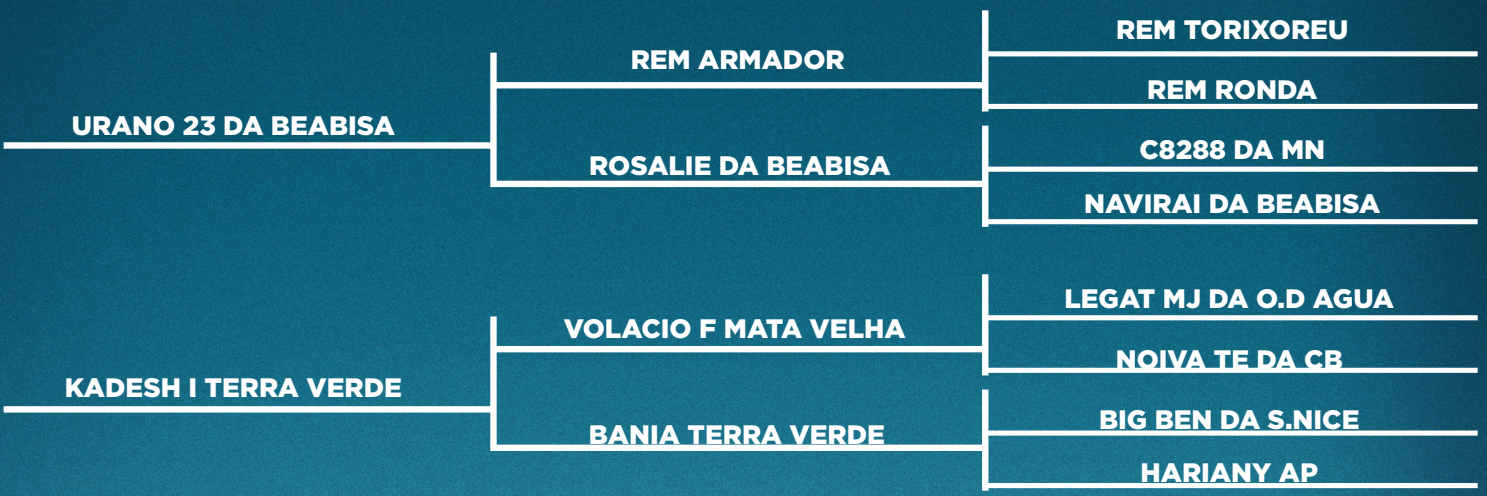 REM TORIXOREU
REM ARMADOR
REM RONDA
URANO 23 DA BEABISA
C8288 DA MN
ROSALIE DA BEABISA
NAVIRAI DA BEABISA
LEGAT MJ DA O.D AGUA
VOLACIO F MATA VELHA
NOIVA TE DA CB
KADESH I TERRA VERDE
BIG BEN DA S.NICE
BANIA TERRA VERDE
HARIANY AP